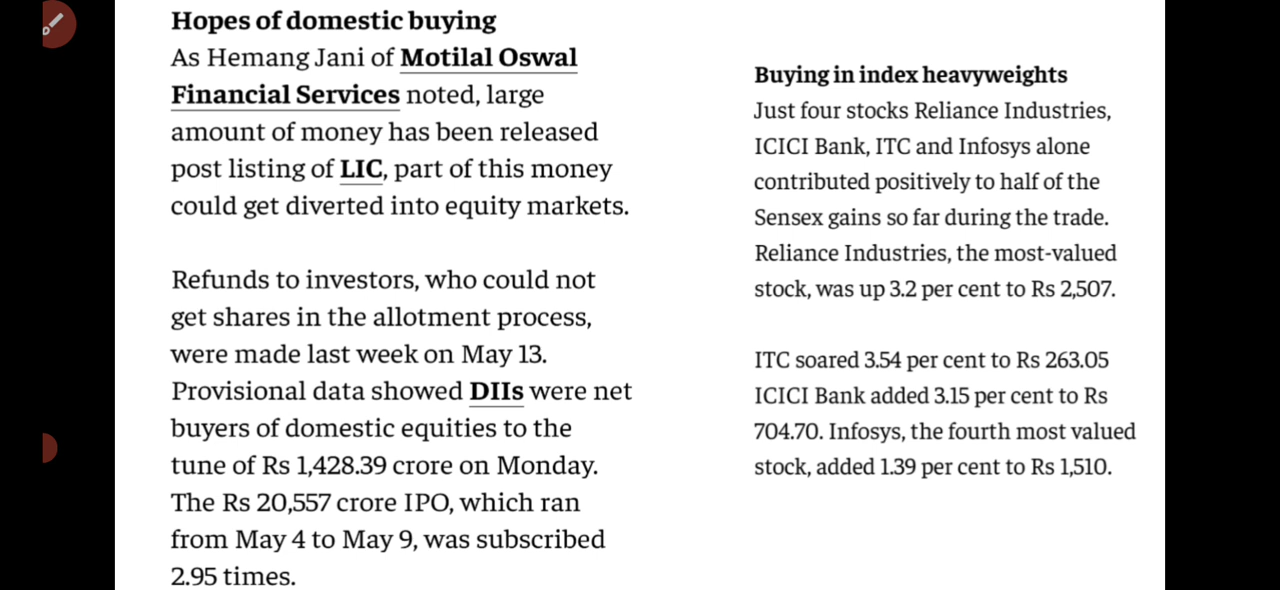 Hopes of domestic buying
As Hemang Jani of Motilal Oswal
Financial Services noted, large
amount of money has been released
post listing of LIC, part of this money
could get diverted into equity markets.
Refunds to investors, who could not
get shares in the allotment process,
were made last week on May 13.
Provisional data showed DIIs were net
buyers of domestic equities to the
tune of Rs 1,428.39 crore on Monday.
The Rs 20,557 crore IPO, which ran
from May 4 to May 9, was subscribed
2.95 times.
Buying in index heavyweights
Just four stocks Reliance Industries,
ICICI Bank, ITC and Infosys alone
contributed positively to half of the
Sensex gains so far during the trade.
Reliance Industries, the most-valued
stock, was up 3.2 per cent to Rs 2,507.
ITC soared 3.54 per cent to Rs 263.05
ICICI Bank added 3.15 per cent to Rs
704.70. Infosys, the fourth most valued
stock, added 1.39 per cent to Rs 1,510.